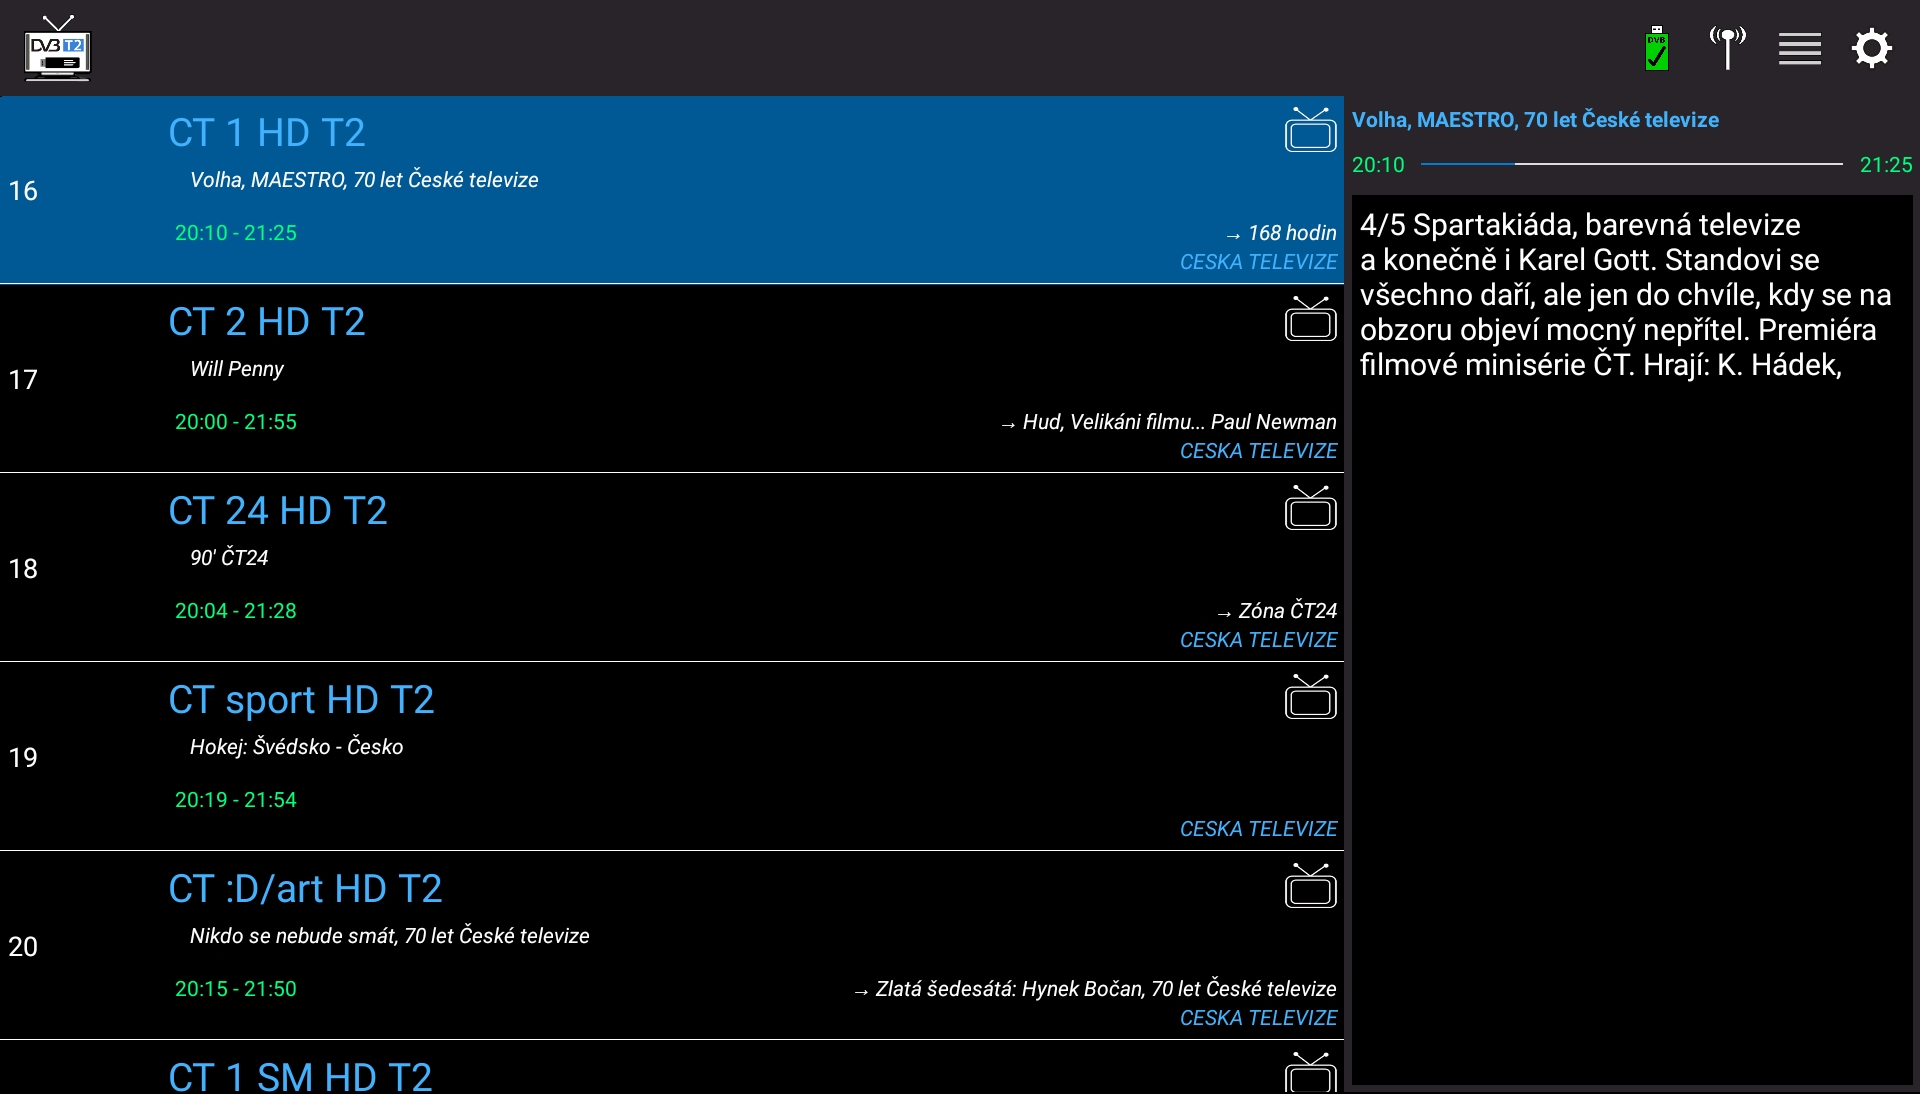 DVB T2
DVB
16
CT 1 HD T2
Volha, MAESTRO, 70 let České televize
20:10 - 21:25
→ 168 hodin
CESKA TELEVIZE
17
CT 2 HD T2
Will Penny
20:00 - 21:55
→ Hud, Velikáni filmu... Paul Newman
CESKA TELEVIZE
18
CT 24 HD T2
90' ČT24
20:04 - 21:28
→ Zóna ČT24
CESKA TELEVIZE
19
CT sport HD T2
Hokej: Švédsko - Česko
20:19 - 21:54
CESKA TELEVIZE
20
CT :D/art HD T2
Nikdo se nebude smát, 70 let České televize
20:15 - 21:50
→ Zlatá šedesátá: Hynek Bočan, 70 let České televize
CESKA TELEVIZE
CT 1 SM HD T2
Volha, MAESTRO, 70 let České televize
20:10 21:25
4/5 Spartakiáda, barevná televize
a konečně i Karel Gott. Standovi se
všechno daří, ale jen do chvíle, kdy se na
obzoru objeví mocný nepřítel. Premiéra
filmové minisérie ČT. Hrají: K. Hádek,